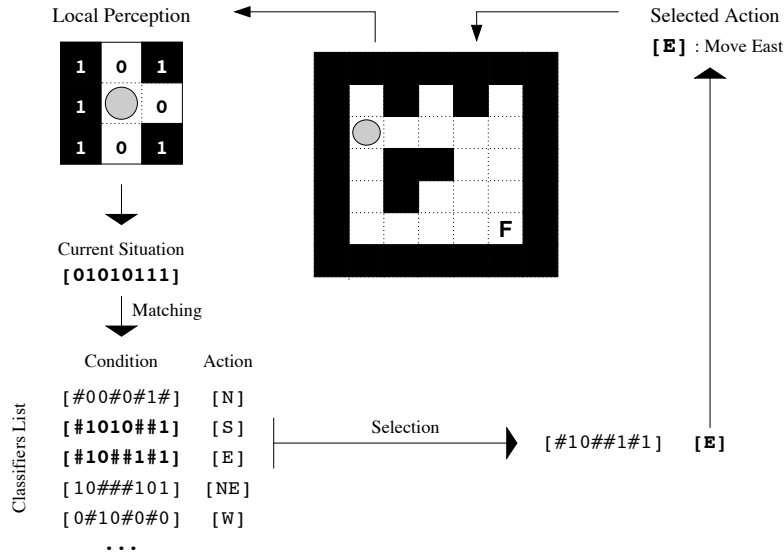 Local Perception
1 0 1
1 0
1 0 1
Current Situation
[01010111]
Matching
Condition Action
[#00#0#1#] [N]
[#1010##1] [S]
[#10##1#1] [E]
[10###101] [NE]
[0#10#0#0] [W]
...
Classifiers List
Selection
[#10##1#1] [E]
F
Selected Action
[E] : Move East